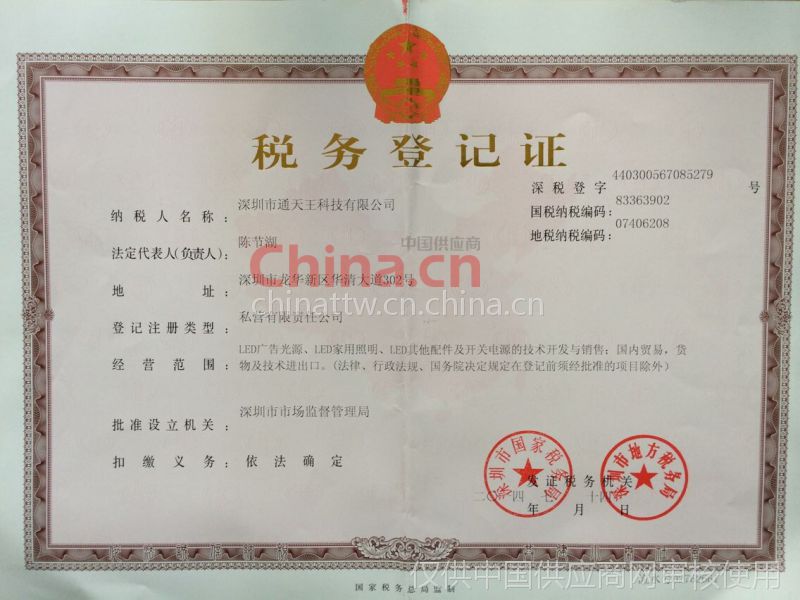 税务登记证
深税登字 440300567085279 号
国税纳税编码： 83363902
地税纳税编码： 07406208
纳税人名称： 深圳市通天王科技有限公司
法定代表人(负责人)： 陈节湖
中国供应商
China.cn
地址： 深圳市龙华新区华清大道302号
chinattw.cn.china.cn
登记注册类型： 私营有限责任公司
经营范围： LED广告光源、LED家用照明、LED其他配件及开关电源的技术开发与销售；国内贸易，货
物及技术进出口。(法律、行政法规、国务院决定规定在登记前须经批准的项目除外)
批准设立机关： 深圳市市场监督管理局
扣缴义务： 依法确定
深圳市国家税务局
深圳市地方税务局
发证税务机关
二〇一四 年 七 月 十四 日
国家税务总局监制
仅供中国供应商网审核使用